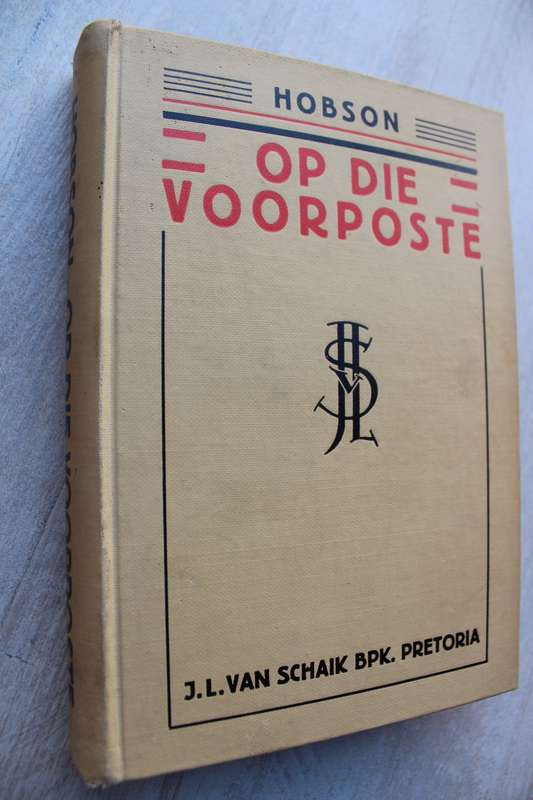 HOBSON
OP DIE
VOORPOSTE
J.L. VAN SCHAIK BPK. PRETORIA
HOBSON OP DIE VOORPOSTE